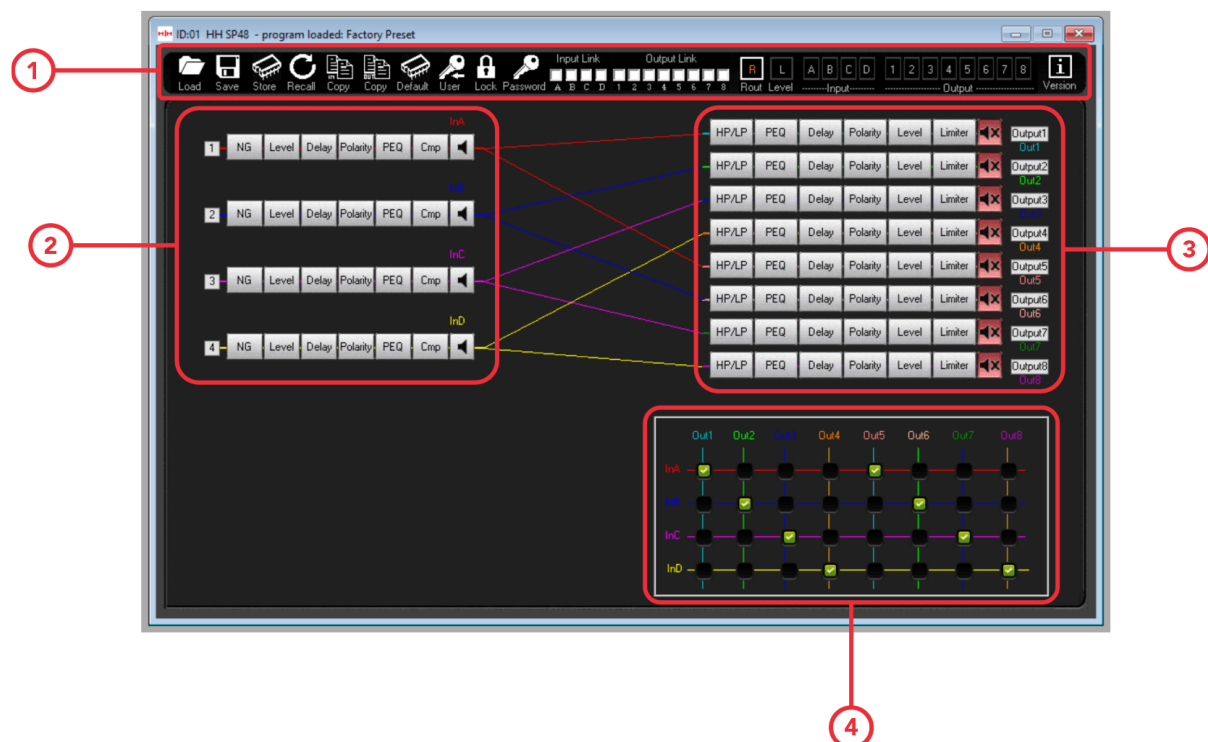 HH ID:01 HH SP48 - program loaded: Factory Preset
1
Load Save Store Recall Copy Copy Default User Lock Password
IN OUT
Input Link Output Link
A B C D 1 2 3 4 5 6 7 8
R L A B C D 1 2 3 4 5 6 7 8 i
Rout Level --------Input------- --------------- Output --------------- Version
InA
1 NG Level Delay Polarity PEQ Cmp
InB
2 NG Level Delay Polarity PEQ Cmp
InC
3 NG Level Delay Polarity PEQ Cmp
InD
4 NG Level Delay Polarity PEQ Cmp
2
HP/LP PEQ Delay Polarity Level Limiter Output1
Out1
HP/LP PEQ Delay Polarity Level Limiter Output2
Out2
HP/LP PEQ Delay Polarity Level Limiter Output3
Out3
HP/LP PEQ Delay Polarity Level Limiter Output4
Out4
HP/LP PEQ Delay Polarity Level Limiter Output5
Out5
HP/LP PEQ Delay Polarity Level Limiter Output6
Out6
HP/LP PEQ Delay Polarity Level Limiter Output7
Out7
HP/LP PEQ Delay Polarity Level Limiter Output8
Out8
3
Out1 Out2 Out3 Out4 Out5 Out6 Out7 Out8
InA
InB
InC
InD
4